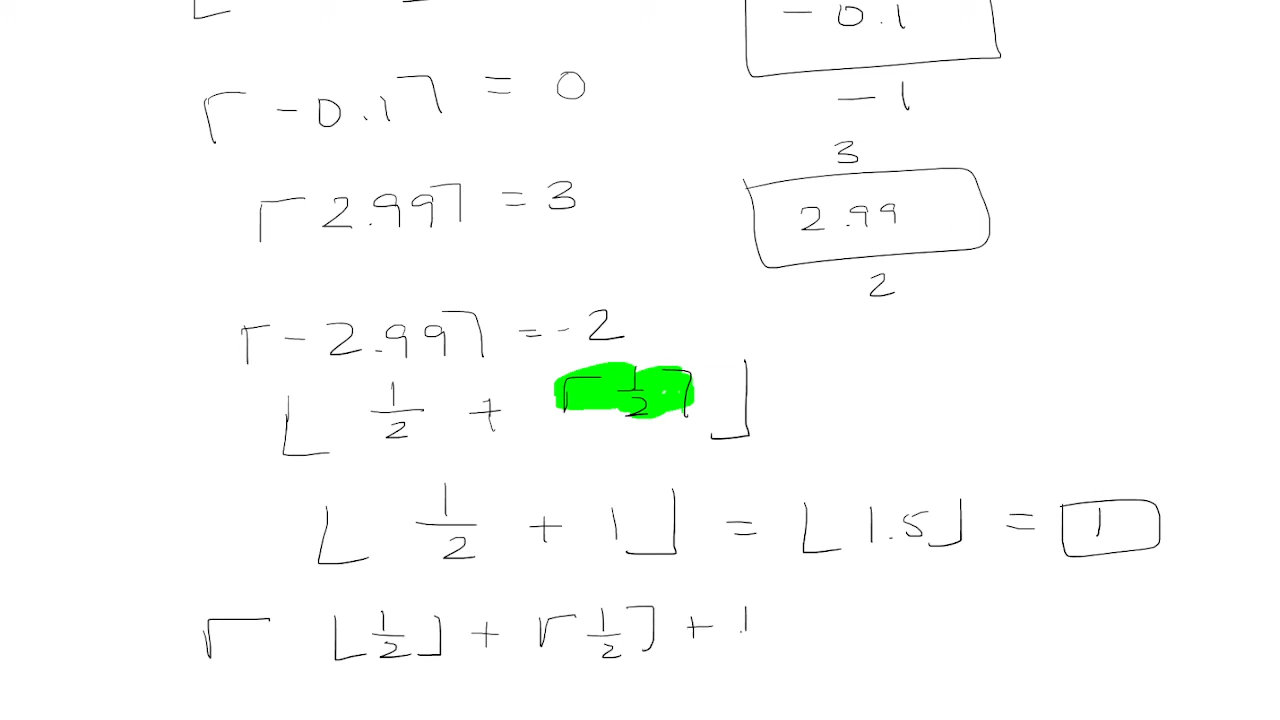 - 0.1
⌈ -0.1⌉ = 0
- 1
3
⌈ 2.99⌉ = 3
2.99
2
⌈ -2.99⌉ = -2
⌊ 1/2 + ⌈ 1/2 ⌉ ⌋
⌊ 1/2 + 1⌋ = ⌊ 1.5⌋ = 1
⌈ ⌊1/2⌋ + ⌈ 1/2⌉ +